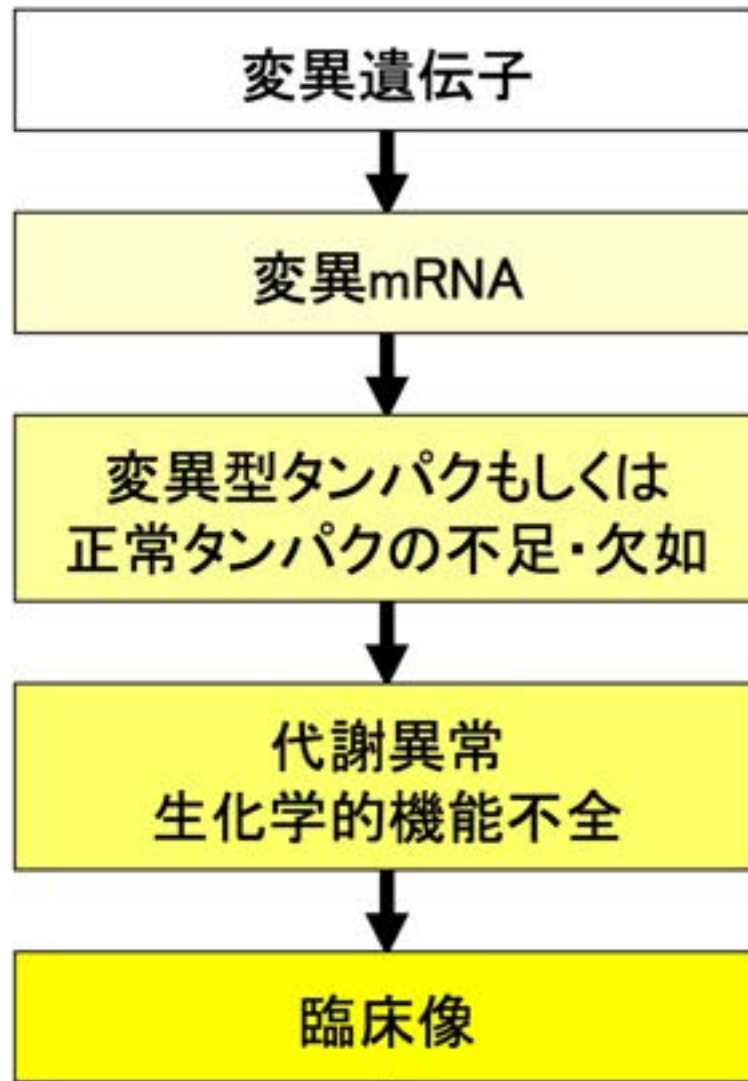 変異遺伝子
変異mRNA
変異型タンパクもしくは
正常タンパクの不足・欠如
代謝異常
生化学的機能不全
臨床像